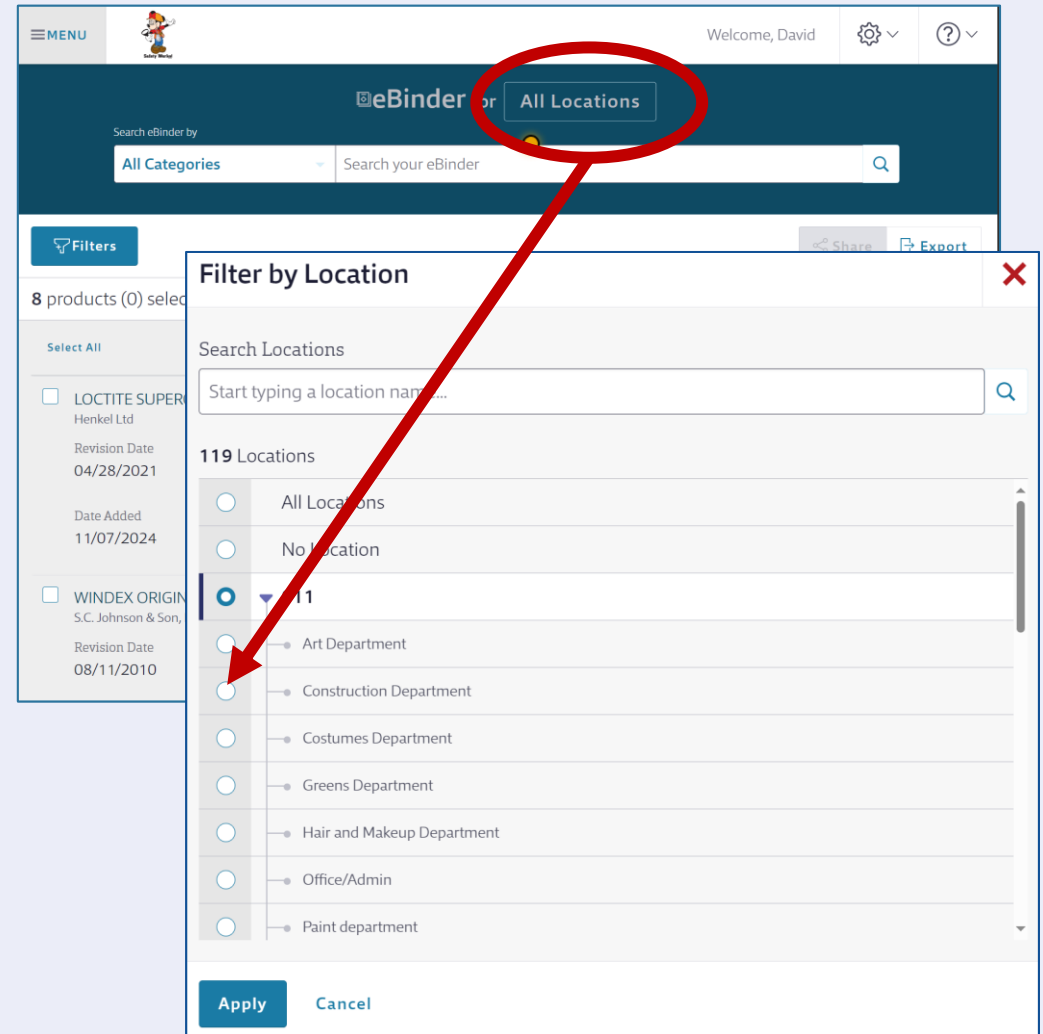 MENU
Welcome, David
eBinder
All Locations
Search eBinder by
All Categories
Search your eBinder
Filters
Share
Export
8 products (0)
Select All
LOCTITE
Henkel Ltd
Revision Date
04/28/2021
Date Added
11/07/2024
WINDEX
S.C. Johnson & Son,
Revision Date
08/11/2010
Filter by Location
Search Locations
Start typing a location name...
119 Locations
All Locations
No Location
Art Department
Construction Department
Costumes Department
Greens Department
Hair and Makeup Department
Office/Admin
Paint department
Apply
Cancel